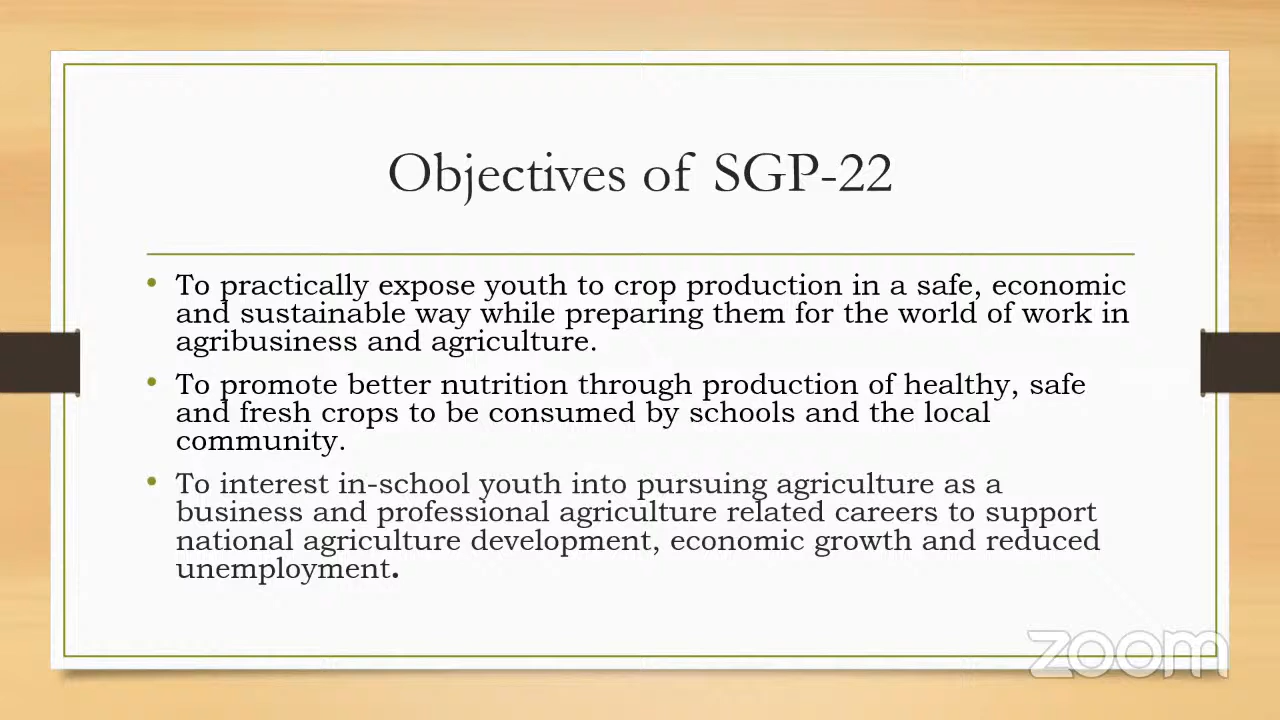 Objectives of SGP-22
• To practically expose youth to crop production in a safe, economic
and sustainable way while preparing them for the world of work in
agribusiness and agriculture.
• To promote better nutrition through production of healthy, safe
and fresh crops to be consumed by schools and the local
community.
• To interest in-school youth into pursuing agriculture as a
business and professional agriculture related careers to support
national agriculture development, economic growth and reduced
unemployment.
zoom